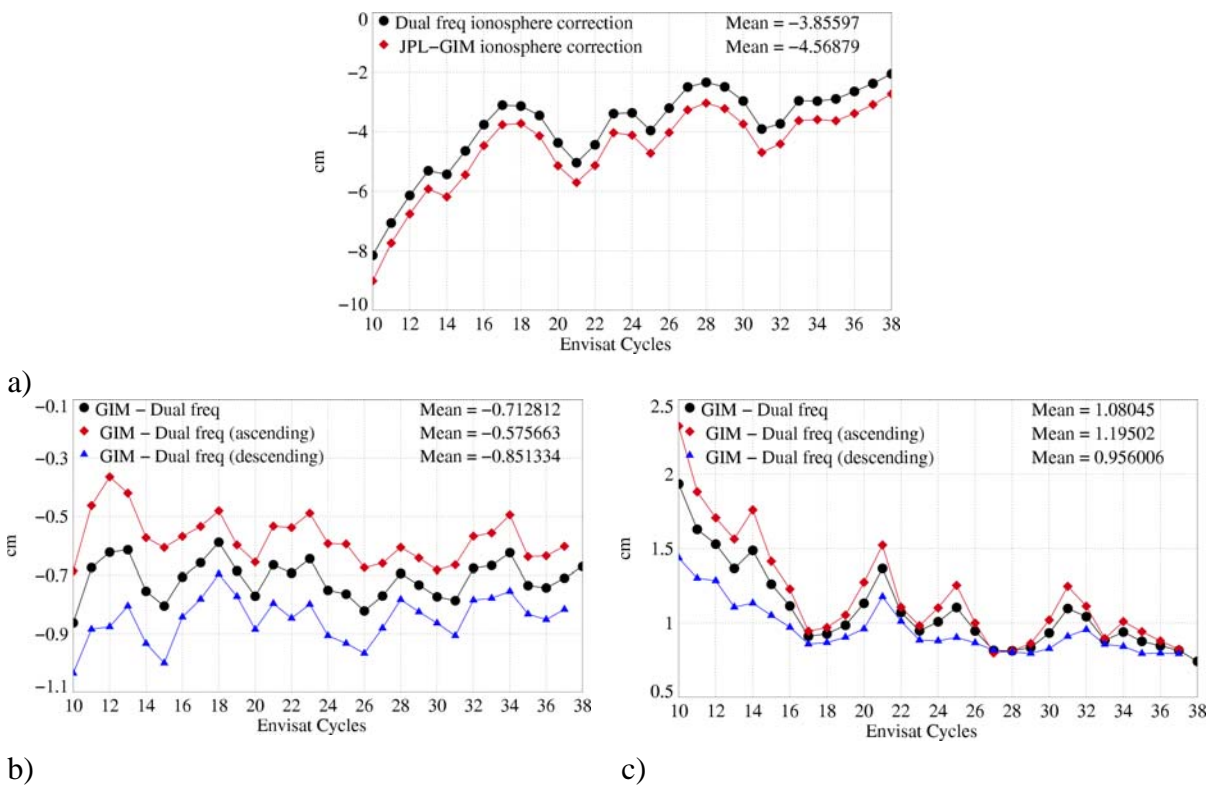 0
Dual freq ionosphere correction Mean = −3.85597
JPL−GIM ionosphere correction Mean = −4.56879
−2
−4
cm
−6
−8
−10
10 12 14 16 18 20 22 24 26 28 30 32 34 36 38
Envisat Cycles
a)
−0.1
GIM − Dual freq Mean = −0.712812
GIM − Dual freq (ascending) Mean = −0.575663
GIM − Dual freq (descending) Mean = −0.851334
−0.3
−0.5
cm
−0.7
−0.9
−1.1
10 12 14 16 18 20 22 24 26 28 30 32 34 36 38
Envisat Cycles
b)
2.5
GIM − Dual freq Mean = 1.08045
GIM − Dual freq (ascending) Mean = 1.19502
GIM − Dual freq (descending) Mean = 0.956006
2
cm
1.5
1
0.5
10 12 14 16 18 20 22 24 26 28 30 32 34 36 38
Envisat Cycles
c)